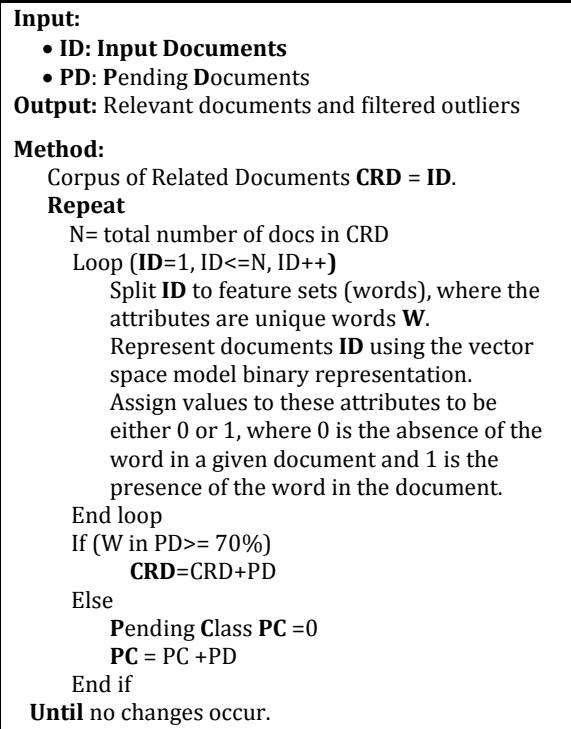 Input:
• ID: Input Documents
• PD: Pending Documents
Output: Relevant documents and filtered outliers
Method:
Corpus of Related Documents CRD = ID.
Repeat
N= total number of docs in CRD
Loop (ID=1, ID<=N, ID++)
Split ID to feature sets (words), where the
attributes are unique words W.
Represent documents ID using the vector
space model binary representation.
Assign values to these attributes to be
either 0 or 1, where 0 is the absence of the
word in a given document and 1 is the
presence of the word in the document.
End loop
If (W in PD>= 70%)
CRD=CRD+PD
Else
Pending Class PC =0
PC = PC +PD
End if
Until no changes occur.